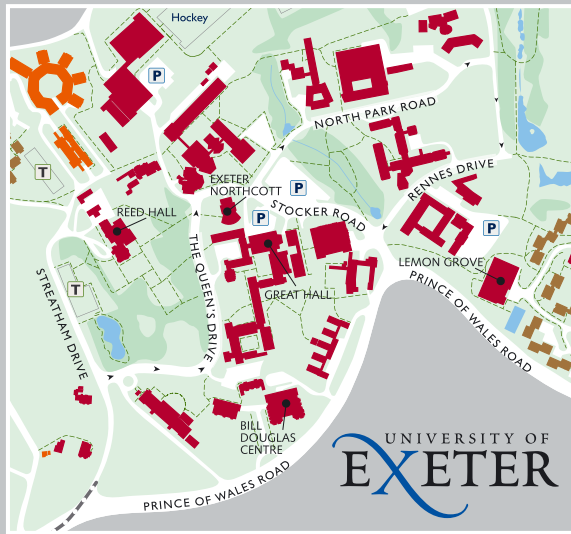 Hockey
P
NORTH PARK ROAD
T
EXETER
NORTHCOTT
P
RENNES DRIVE
REED HALL
P
STOCKER ROAD
P
THE QUEEN'S DRIVE
LEMON GROVE
STREATHAM DRIVE
T
GREAT HALL
PRINCE OF WALES ROAD
BILL
DOUGLAS
CENTRE
UNIVERSITY OF
EXETER
PRINCE OF WALES ROAD